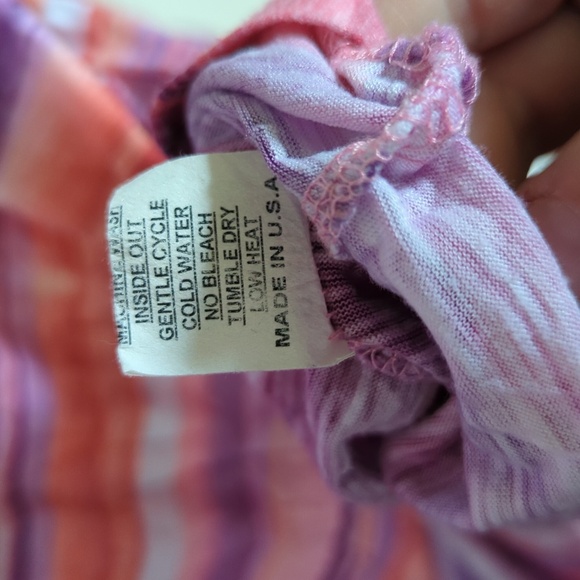 MACHINE WASH
INSIDE OUT
GENTLE CYCLE
COLD WATER
NO BLEACH
TUMBLE DRY
LOW HEAT
MADE IN U.S.A